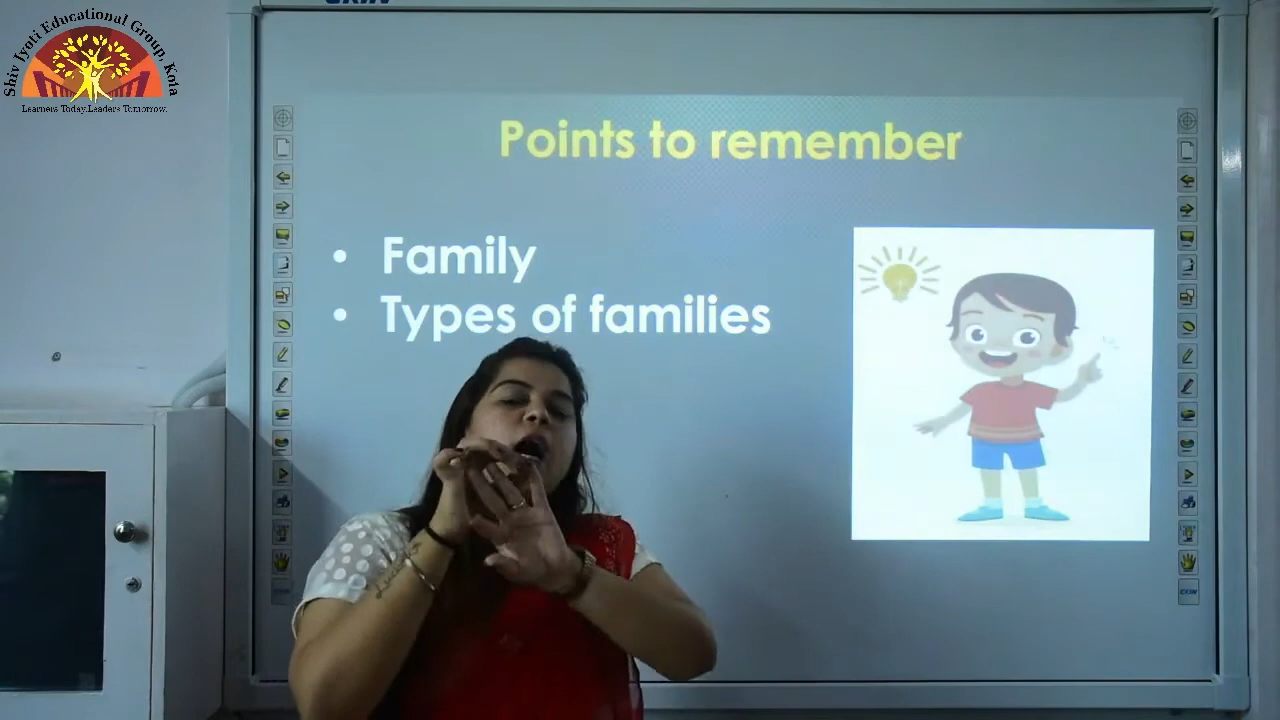 Shiv Jyoti Educational Group, Kota
Learners Today.Leaders Tomorrow.
Points to remember
• Family
• Types of families